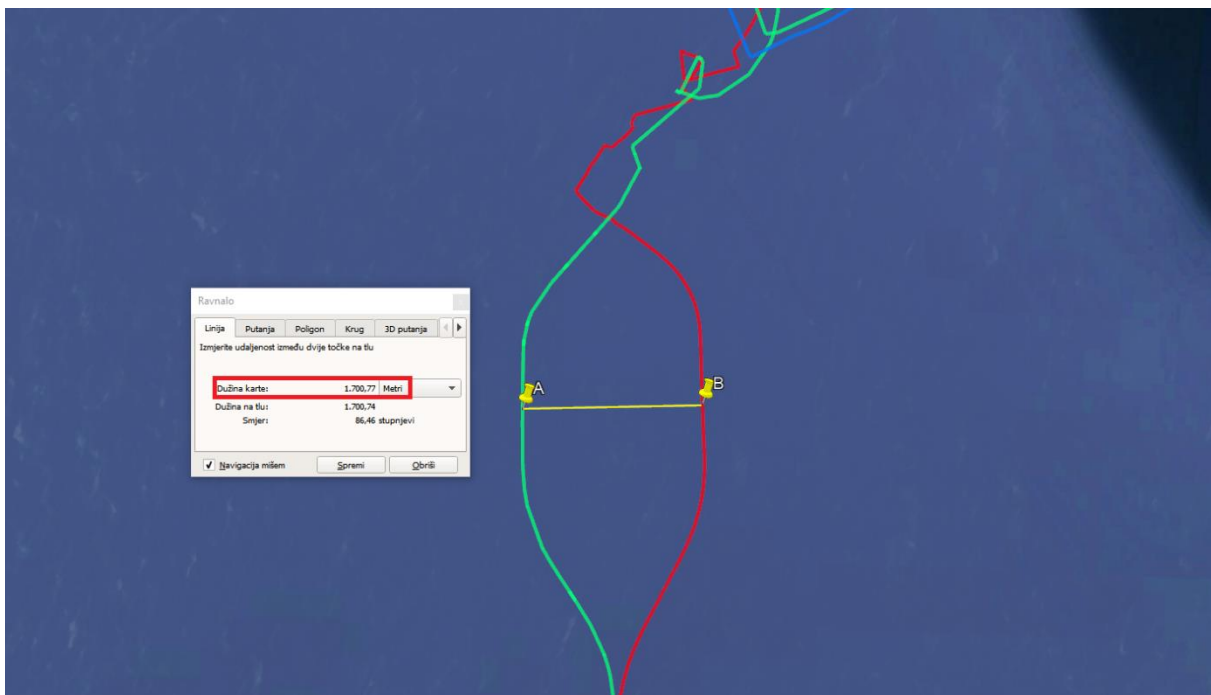 Ravnalo
Linija Putanja Poligon Krug 3D putanja
Izmjerite udaljenost između dvije točke na tlu
Dužina karte: 1.700,77 Metri
Dužina na tlu: 1.700,74
Smjer: 86,46 stupnjevi
Navigacija mišem Spremi Obriši
A
B